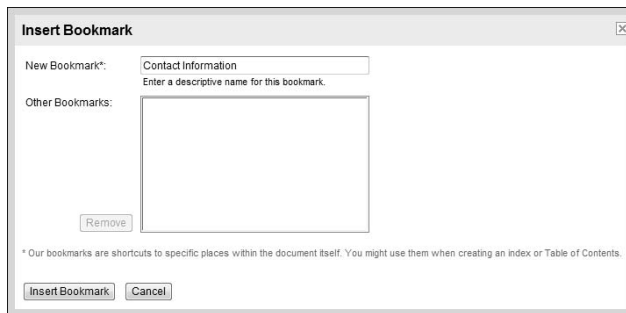 Insert Bookmark
New Bookmark*: Contact Information
Enter a descriptive name for this bookmark.
Other Bookmarks:
Remove
* Our bookmarks are shortcuts to specific places within the document itself. You might use them when creating an index or Table of Contents.
Insert Bookmark Cancel